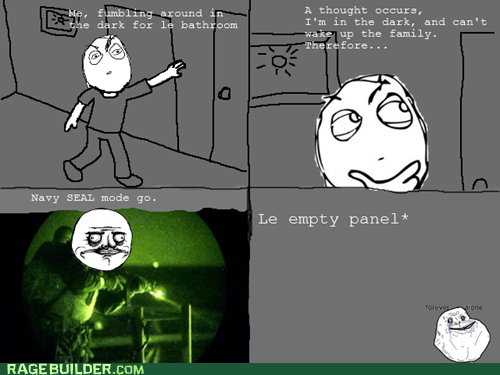 Me, fumbling around in
the dark for le bathroom
A thought occurs,
I'm in the dark, and can't
wake up the family.
Therefore...
Navy SEAL mode go.
Le empty panel*
forever alone
RAGEBUILDER.COM